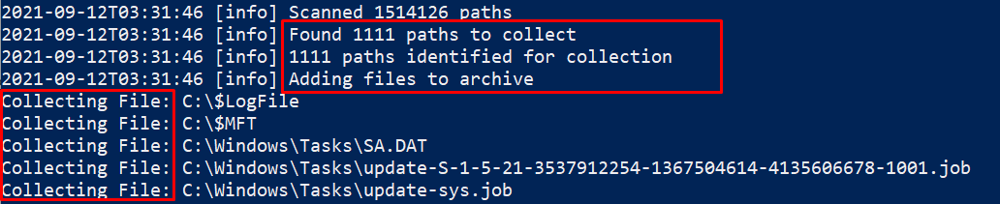 2021-09-12T03:31:46 [info] Scanned 1514126 paths
2021-09-12T03:31:46 [info] Found 1111 paths to collect
2021-09-12T03:31:46 [info] 1111 paths identified for collection
2021-09-12T03:31:46 [info] Adding files to archive
Collecting File: C:\$LogFile
Collecting File: C:\$MFT
Collecting File: C:\Windows\Tasks\SA.DAT
Collecting File: C:\Windows\Tasks\update-S-1-5-21-3537912254-1367504614-4135606678-1001.job
Collecting File: C:\Windows\Tasks\update-sys.job